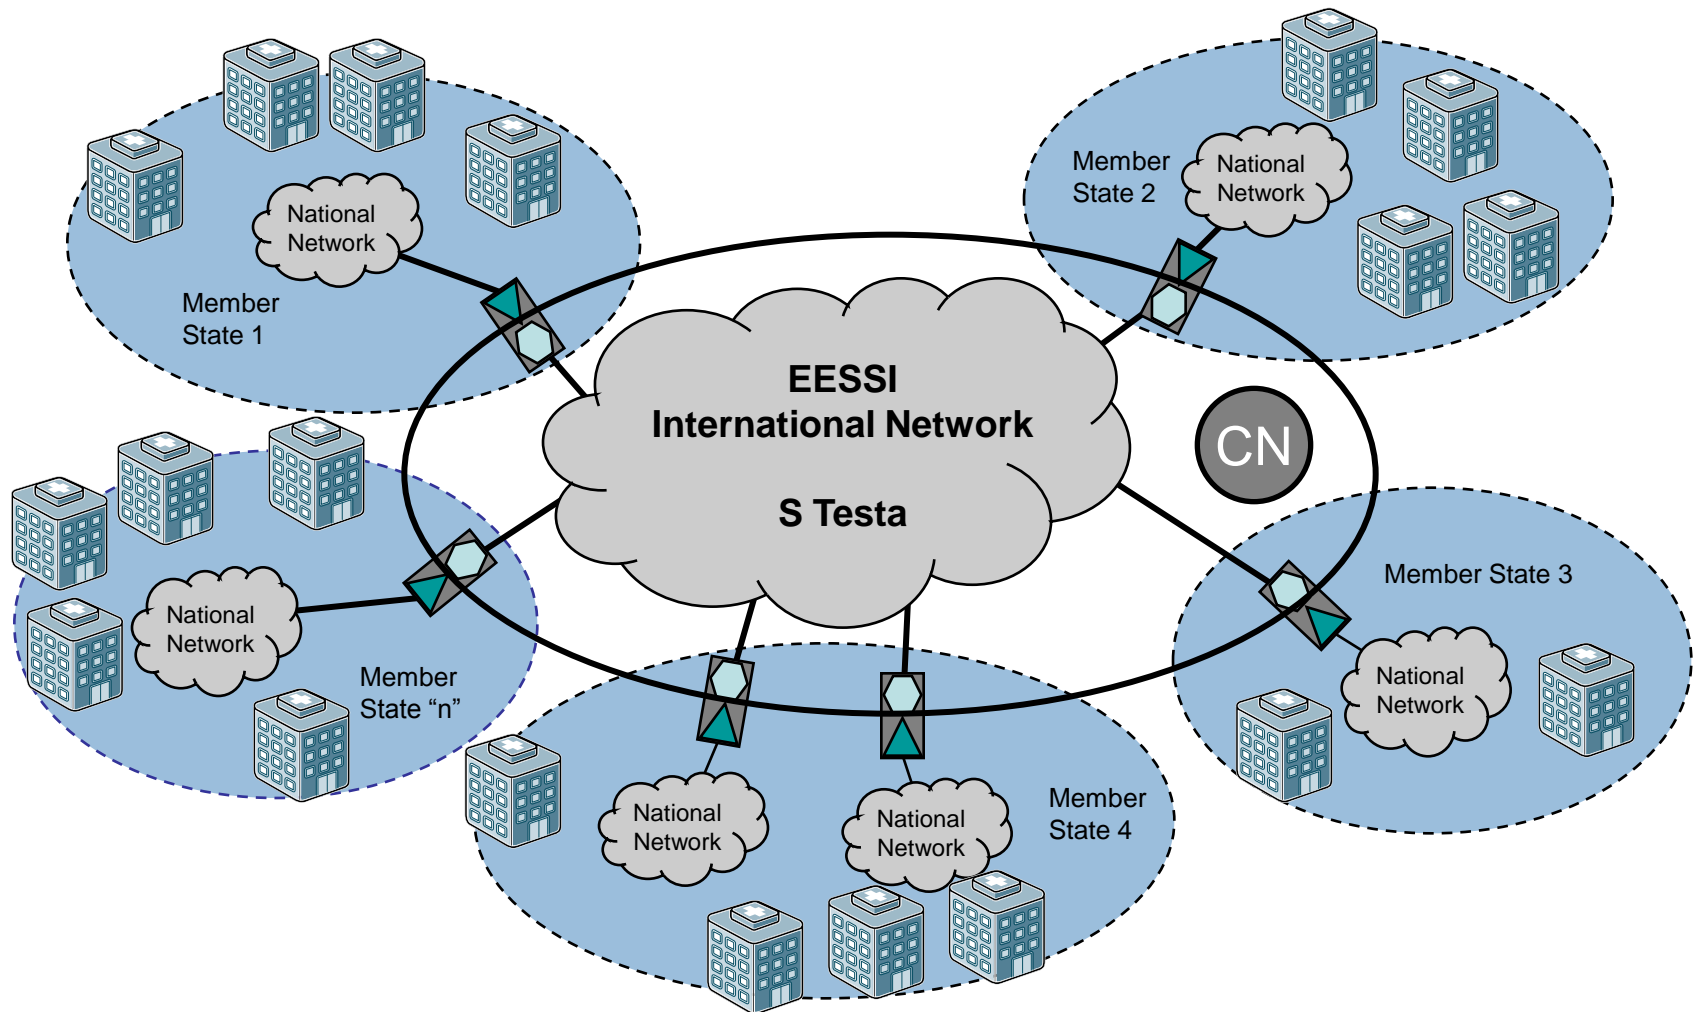 National
Network
Member
State 1
Member
State 2
National
Network
EESSI
International Network
S Testa
CN
Member State 3
National
Network
National
Network
Member
State “n”
National
Network
National
Network
Member
State 4